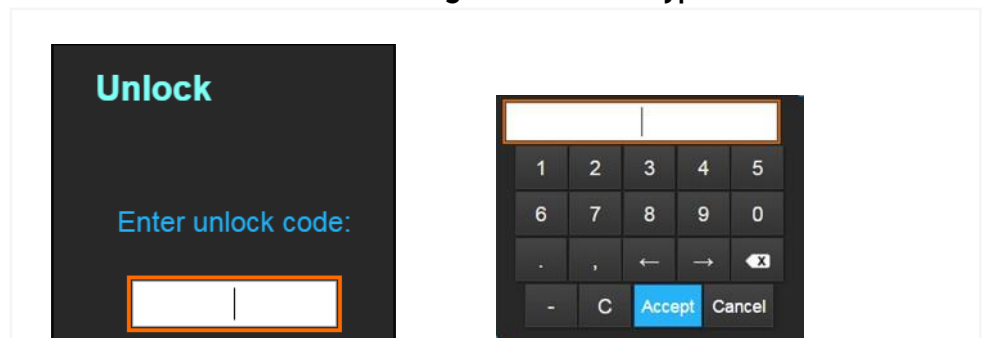 Unlock
Enter unlock code:
1 2 3 4 5
6 7 8 9 0
. , ← →
- C Accept Cancel